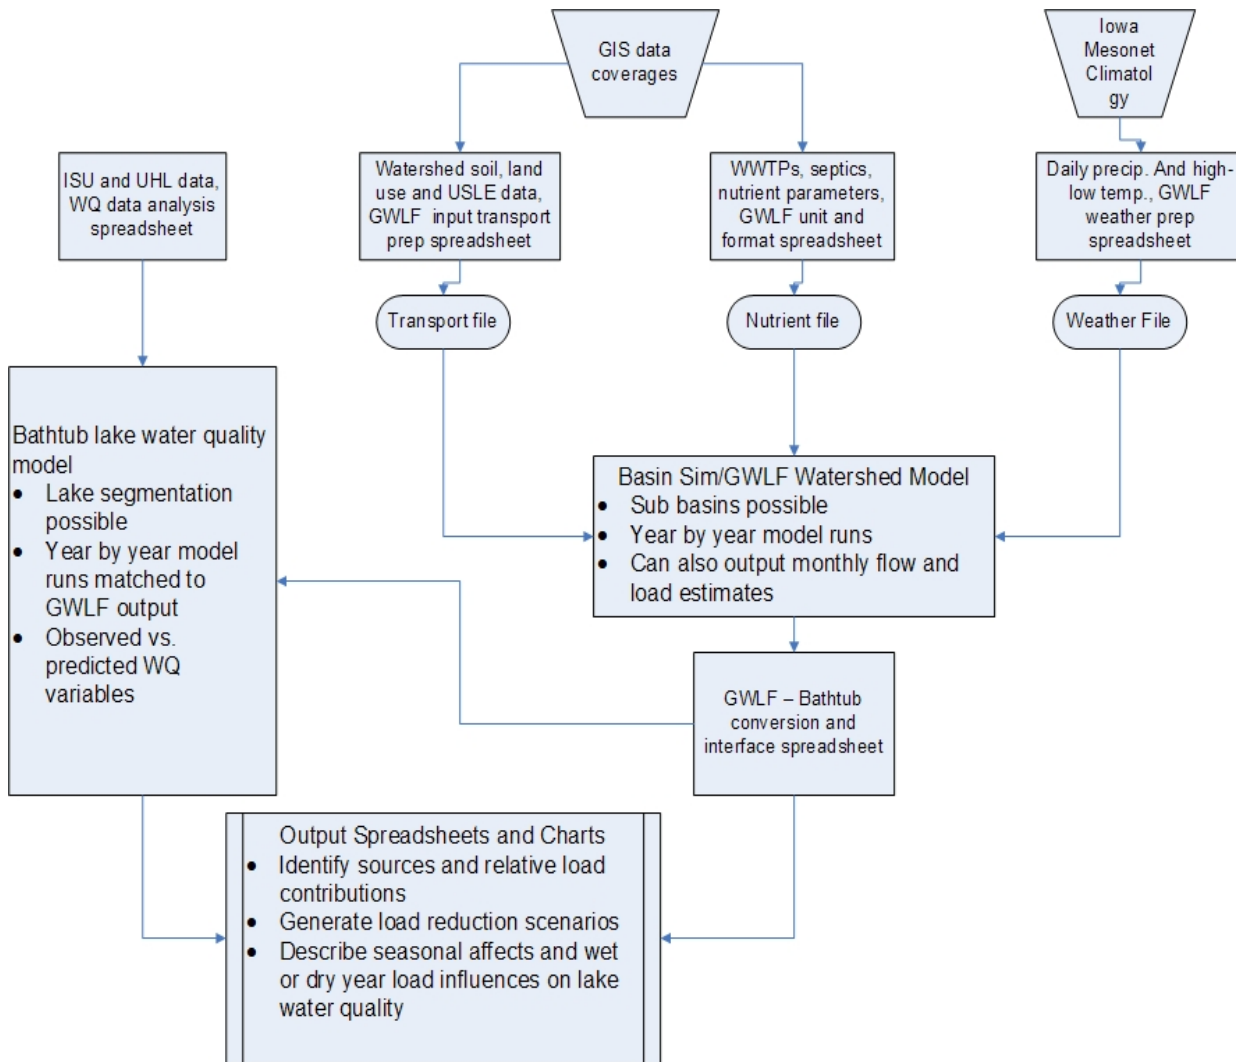 GIS data
coverages
Iowa
Mesonet
Climatol
gy
ISU and UHL data,
WQ data analysis
spreadsheet
Watershed soil, land
use and USLE data,
GWLF input transport
prep spreadsheet
WWTPs, septics,
nutrient parameters,
GWLF unit and
format spreadsheet
Daily precip. And high-
low temp., GWLF
weather prep
spreadsheet
Transport file
Nutrient file
Weather File
Bathtub lake water quality
model
• Lake segmentation
possible
• Year by year model
runs matched to
GWLF output
• Observed vs.
predicted WQ
variables
Basin Sim/GWLF Watershed Model
• Sub basins possible
• Year by year model runs
• Can also output monthly flow and
load estimates
GWLF – Bathtub
conversion and
interface spreadsheet
Output Spreadsheets and Charts
• Identify sources and relative load
contributions
• Generate load reduction scenarios
• Describe seasonal affects and wet
or dry year load influences on lake
water quality